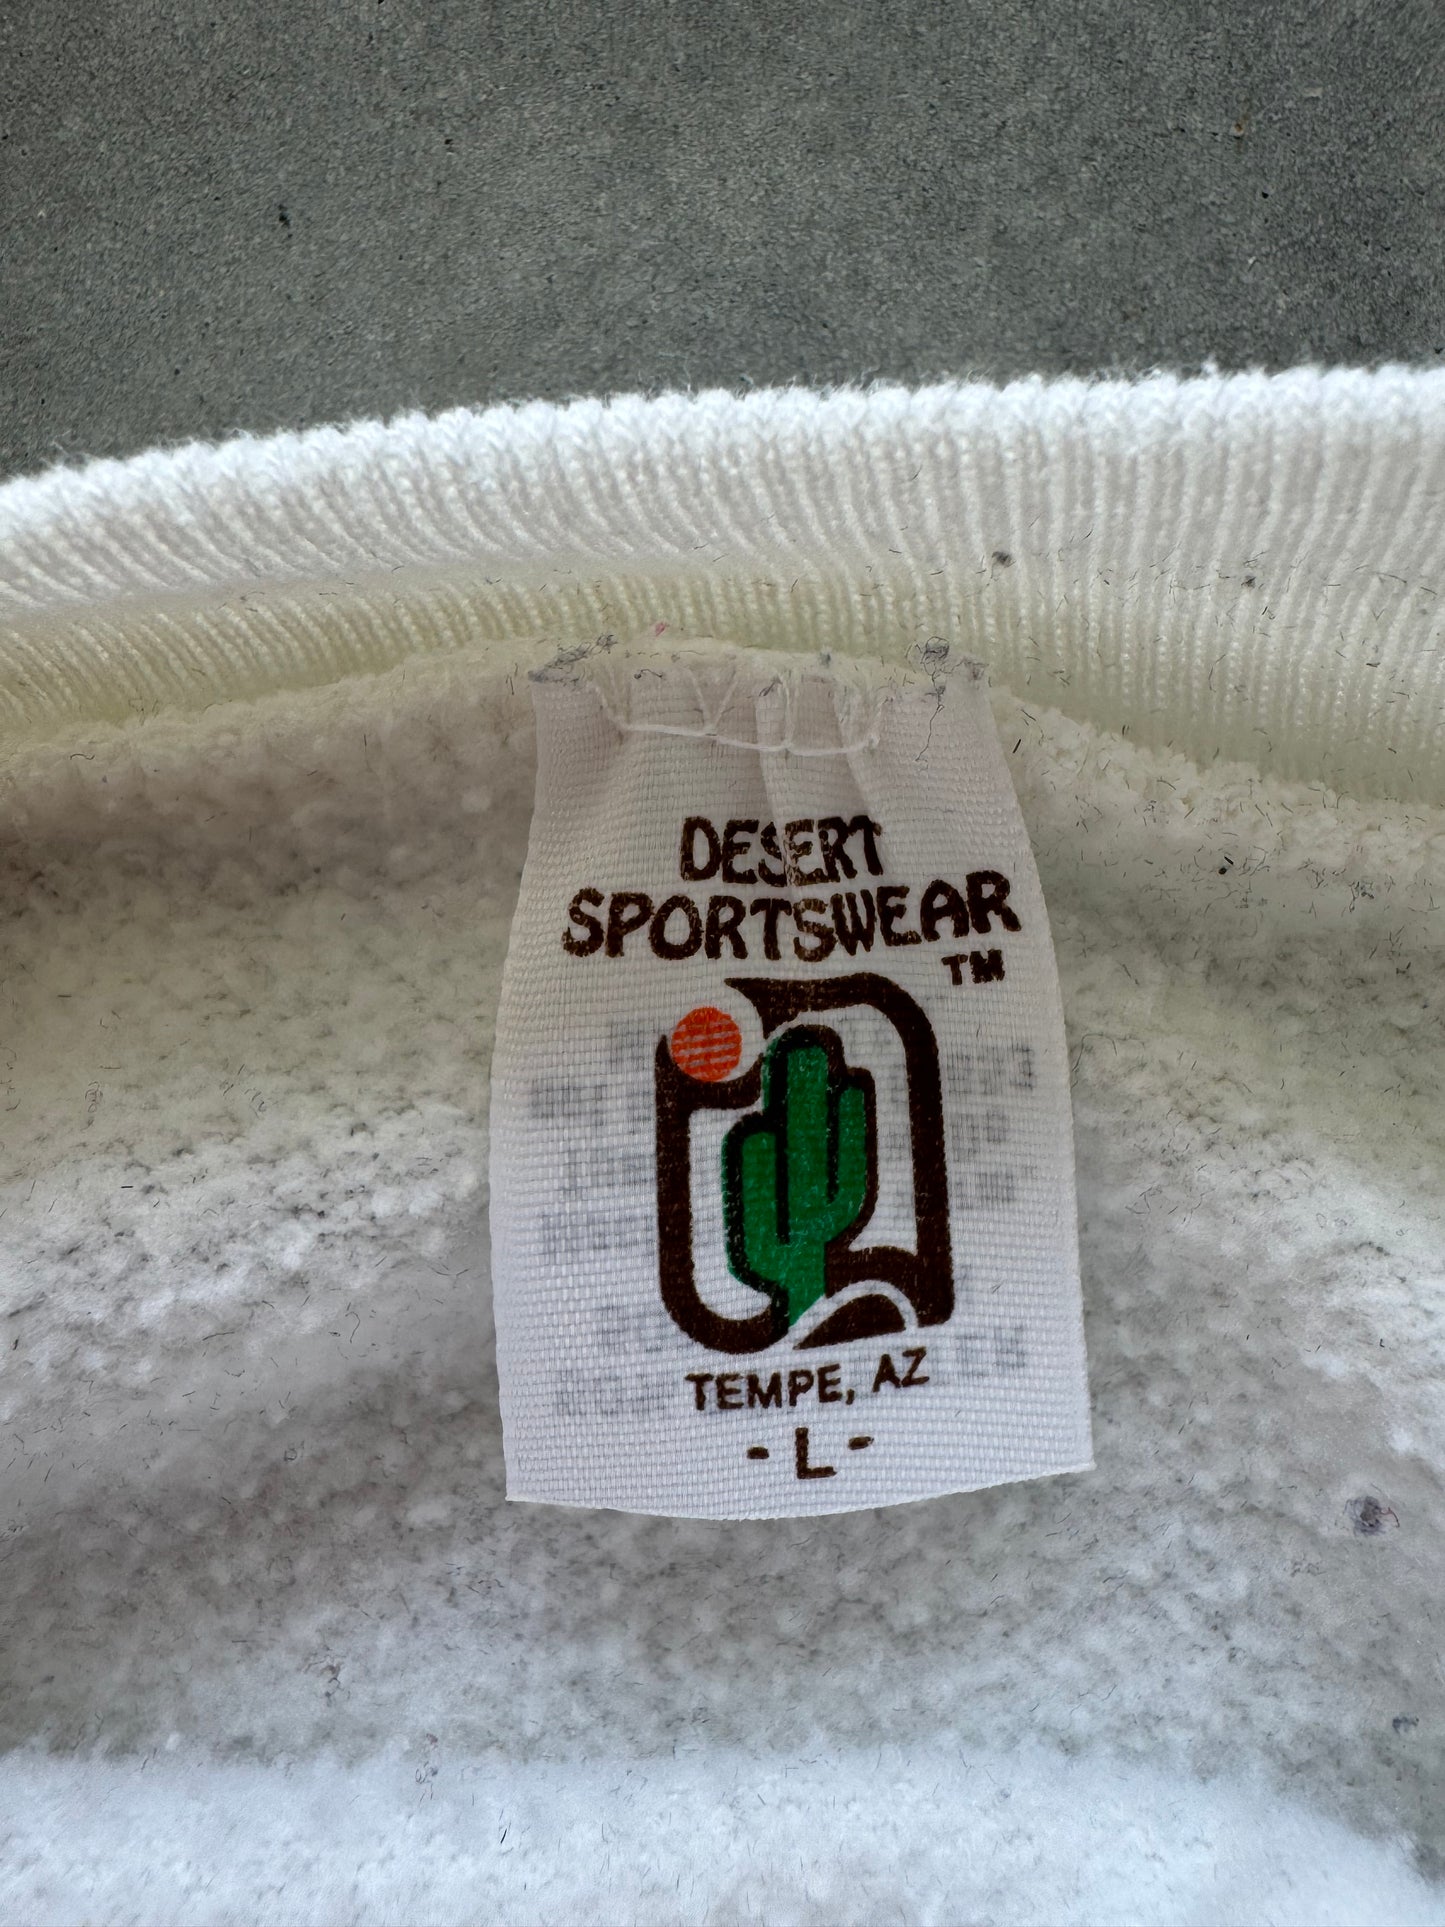 DESERT
SPORTSWEAR
TM
TEMPE, AZ
- L -